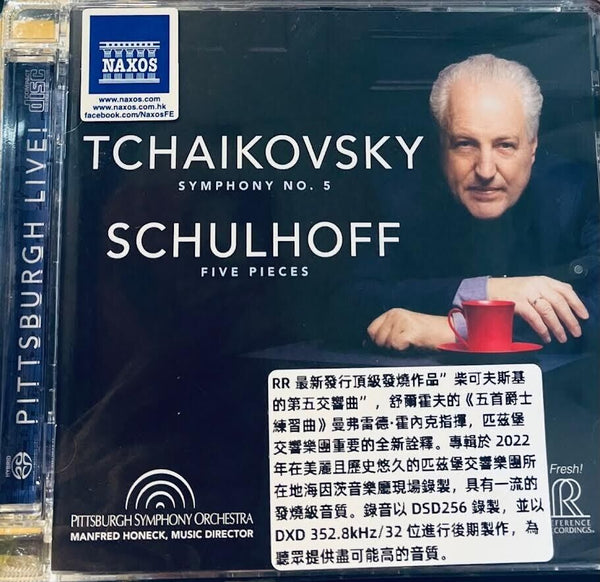 NAXOS
www.naxos.com
www.naxos.com.hk
facebook.com/NaxosFE
TCHAIKOVSKY
SYMPHONY NO. 5
SCHULHOFF
FIVE PIECES
PITTSBURGH LIVE!
RR 最新發行頂級發燒作品”柴可夫斯基
的第五交響曲”，舒爾霍夫的《五首爵士
練習曲》曼弗雷德·霍內克指揮，匹茲堡
交響樂團重要的全新詮釋。專輯於 2022
年在美麗且歷史悠久的匹茲堡交響樂團所
在地海因茨音樂廳現場錄製，具有一流的
發燒級音質。錄音以 DSD256 錄製，並以
DXD 352.8kHz/32 位進行後期製作，為
聽眾提供盡可能高的音質。
PITTSBURGH SYMPHONY ORCHESTRA
MANFRED HONECK, MUSIC DIRECTOR
Fresh!